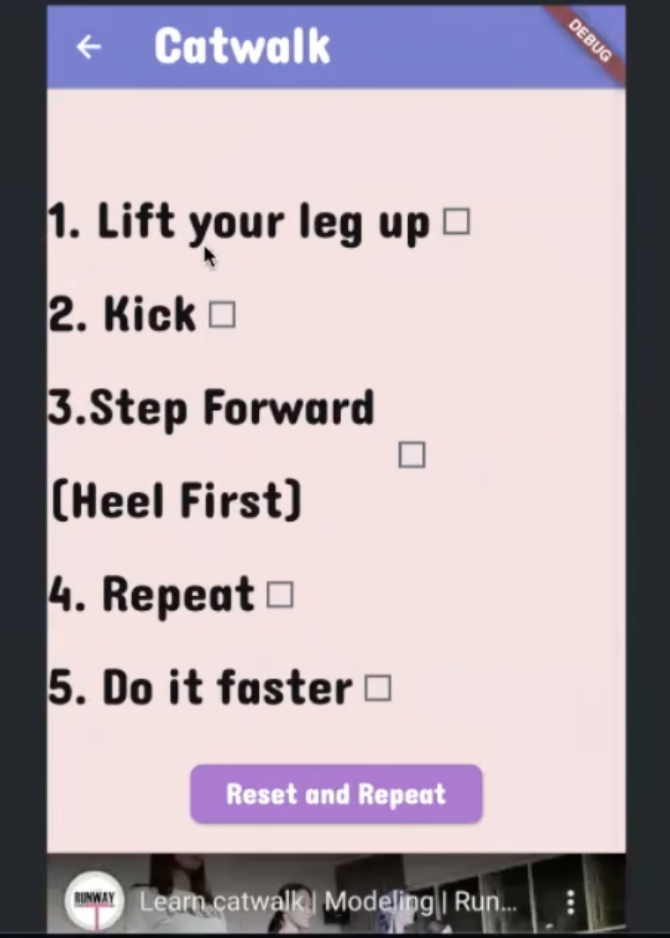 Catwalk
DEBUG
1. Lift your leg up
2. Kick
3.Step Forward
(Heel First)
4. Repeat
5. Do it faster
Reset and Repeat
RUNWAY
Learn catwalk | Modeling | Run...